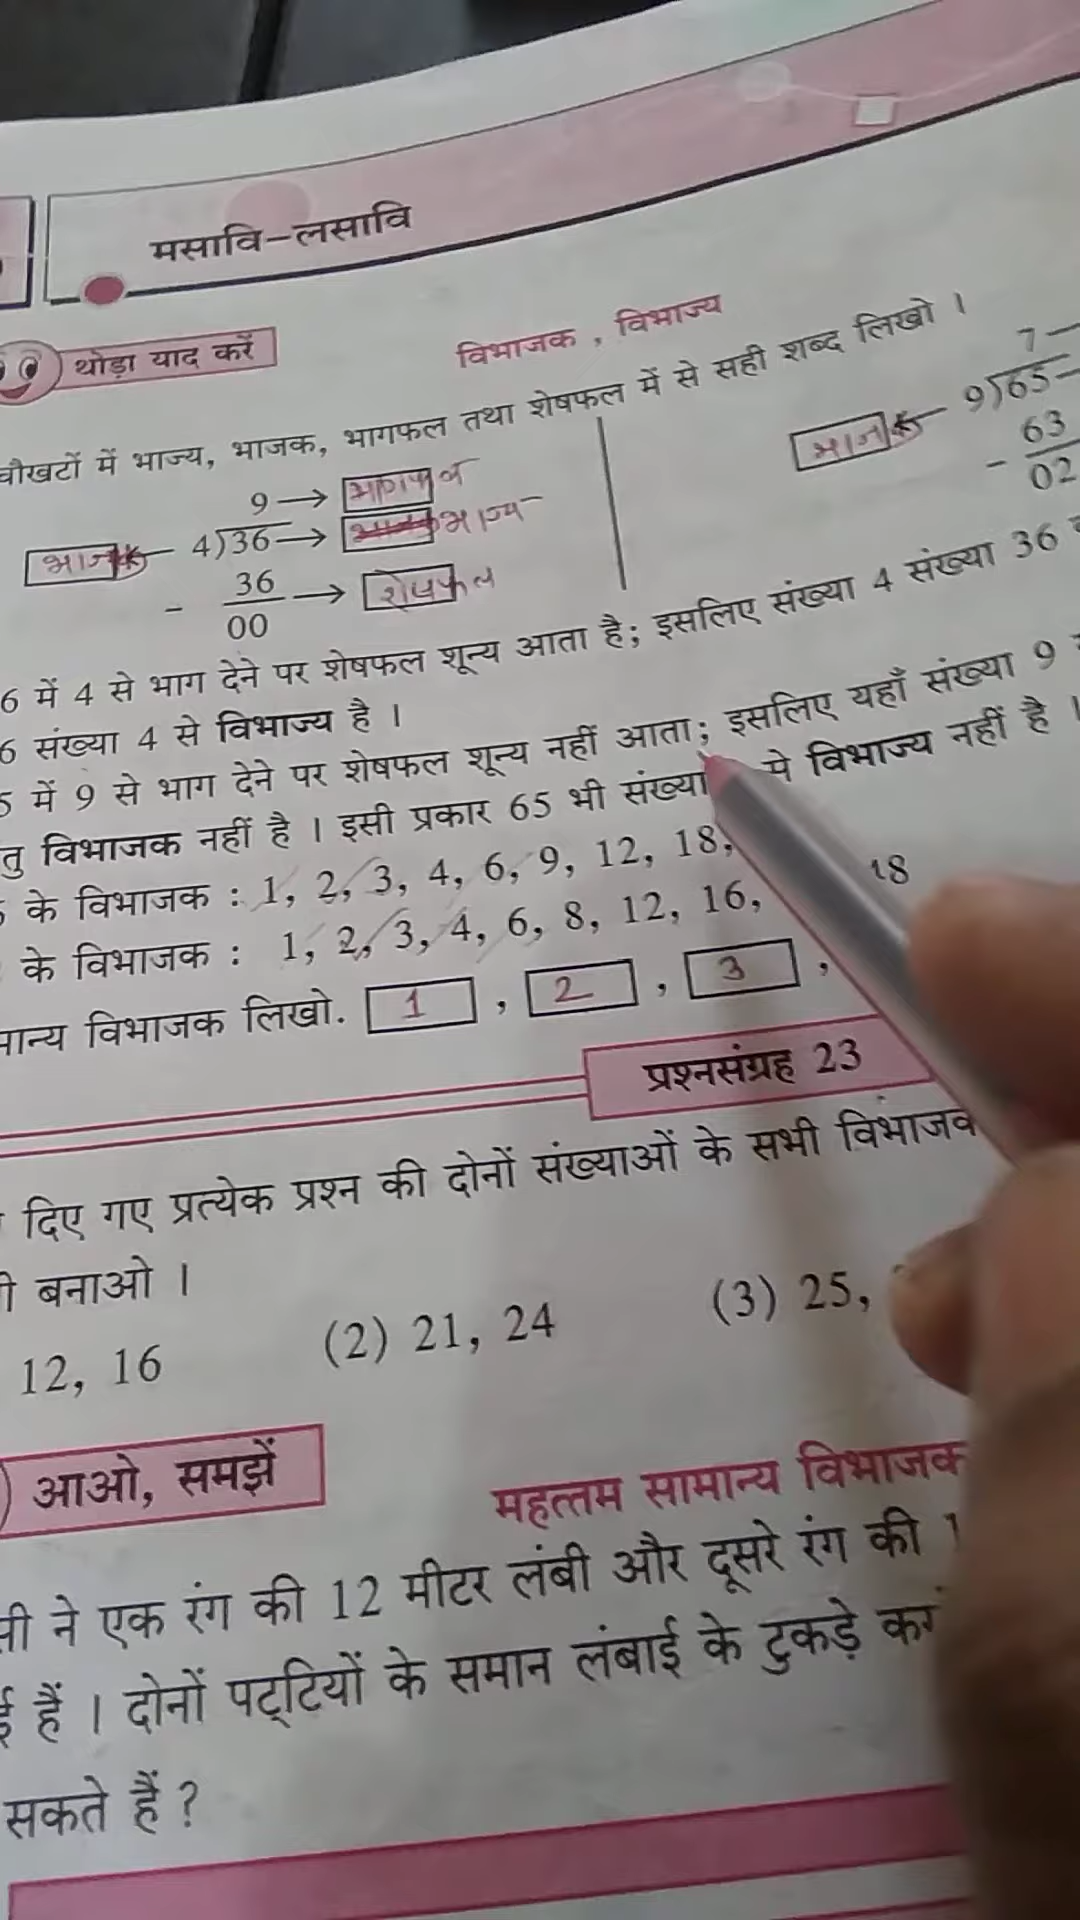 मसावि-लसावि
थोड़ा याद करें
विभाजक , विभाज्य
चौखटों में भाज्य, भाजक, भागफल तथा शेषफल में से सही शब्द लिखो ।
9 → भागफल
भाजक 4)36 → भाज्य
- 36 → शेषफल
00
7
भाजक 9)65
- 63
02
6 में 4 से भाग देने पर शेषफल शून्य आता है; इसलिए संख्या 4 संख्या 36
6 संख्या 4 से विभाज्य है ।
5 में 9 से भाग देने पर शेषफल शून्य नहीं आता; इसलिए यहाँ संख्या 9
तु विभाजक नहीं है । इसी प्रकार 65 भी संख्या से विभाज्य नहीं है ।
के विभाजक : 1, 2, 3, 4, 6, 9, 12, 18,
के विभाजक : 1, 2, 3, 4, 6, 8, 12, 16, 18
मान्य विभाजक लिखो. 1 , 2 , 3 ,
प्रश्नसंग्रह 23
दिए गए प्रत्येक प्रश्न की दोनों संख्याओं के सभी विभाजक
बनाओ ।
12, 16 (2) 21, 24 (3) 25,
आओ, समझें
महत्तम सामान्य विभाजक
ने एक रंग की 12 मीटर लंबी और दूसरे रंग की
हैं । दोनों पट्टियों के समान लंबाई के टुकड़े
सकते हैं ?